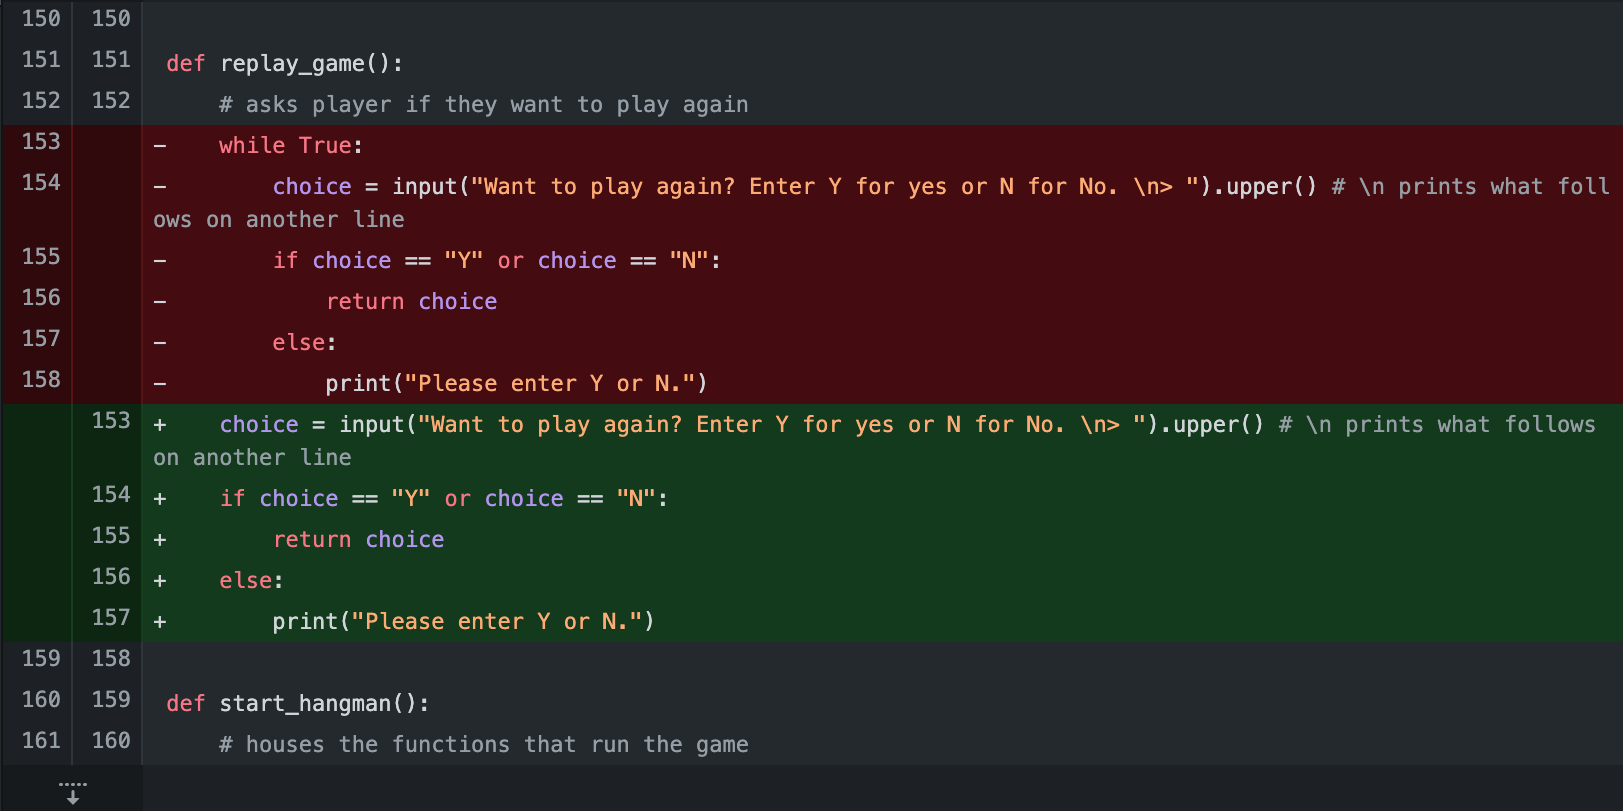 150 150
151 151 def replay_game():
152 152 # asks player if they want to play again
153 - while True:
154 - choice = input("Want to play again? Enter Y for yes or N for No. \n> ").upper() # \n prints what foll
ows on another line
155 - if choice == "Y" or choice == "N":
156 - return choice
157 - else:
158 - print("Please enter Y or N.")
153 + choice = input("Want to play again? Enter Y for yes or N for No. \n> ").upper() # \n prints what follows
on another line
154 + if choice == "Y" or choice == "N":
155 + return choice
156 + else:
157 + print("Please enter Y or N.")
159 158
160 159 def start_hangman():
161 160 # houses the functions that run the game